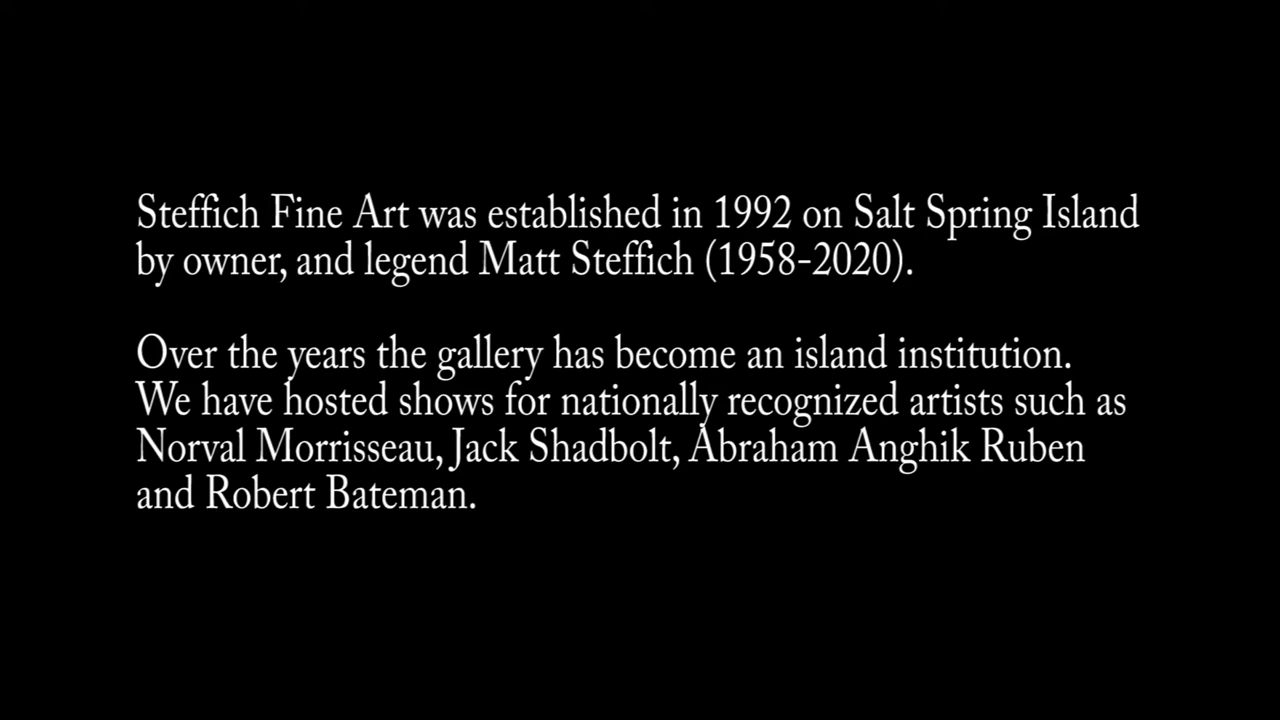 Steffich Fine Art was established in 1992 on Salt Spring Island
by owner, and legend Matt Steffich (1958-2020).
Over the years the gallery has become an island institution.
We have hosted shows for nationally recognized artists such as
Norval Morrisseau, Jack Shadbolt, Abraham Anghik Ruben
and Robert Bateman.